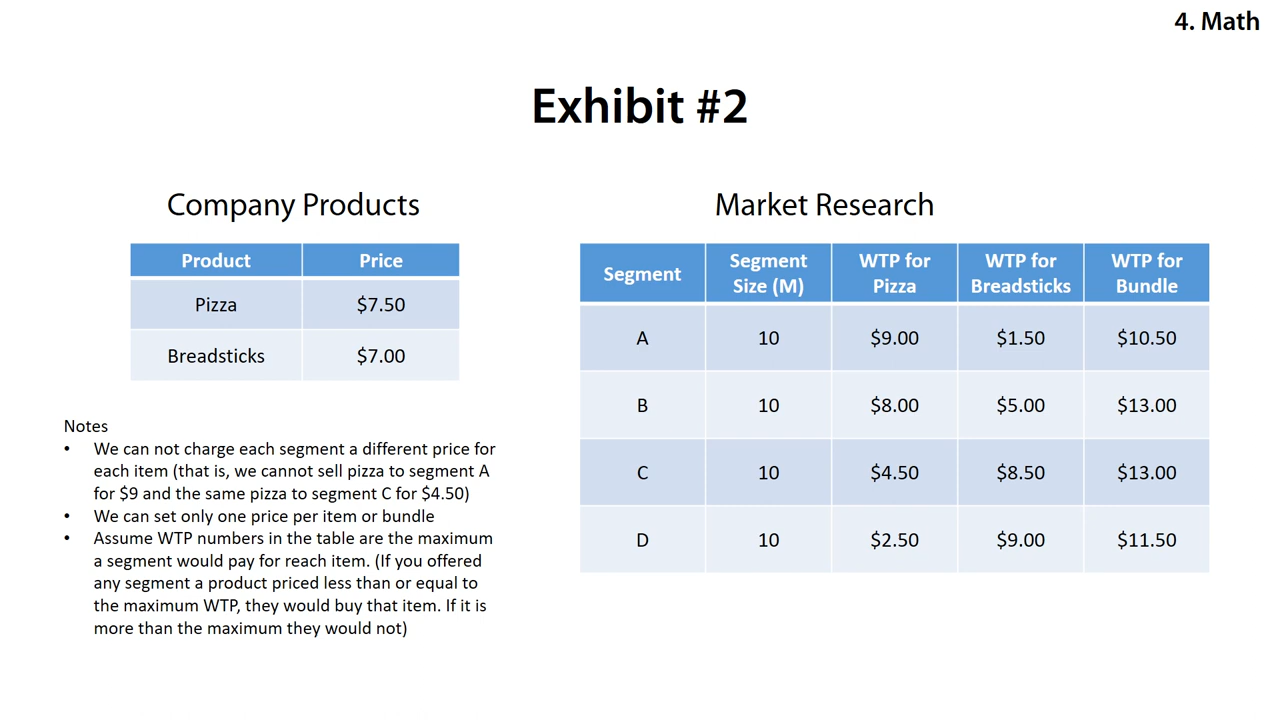 4. Math
Exhibit #2
Company Products
Product Price
Pizza $7.50
Breadsticks $7.00
Notes
• We can not charge each segment a different price for
each item (that is, we cannot sell pizza to segment A
for $9 and the same pizza to segment C for $4.50)
• We can set only one price per item or bundle
• Assume WTP numbers in the table are the maximum
a segment would pay for reach item. (If you offered
any segment a product priced less than or equal to
the maximum WTP, they would buy that item. If it is
more than the maximum they would not)
Market Research
Segment Segment Size (M) WTP for Pizza WTP for Breadsticks WTP for Bundle
A 10 $9.00 $1.50 $10.50
B 10 $8.00 $5.00 $13.00
C 10 $4.50 $8.50 $13.00
D 10 $2.50 $9.00 $11.50